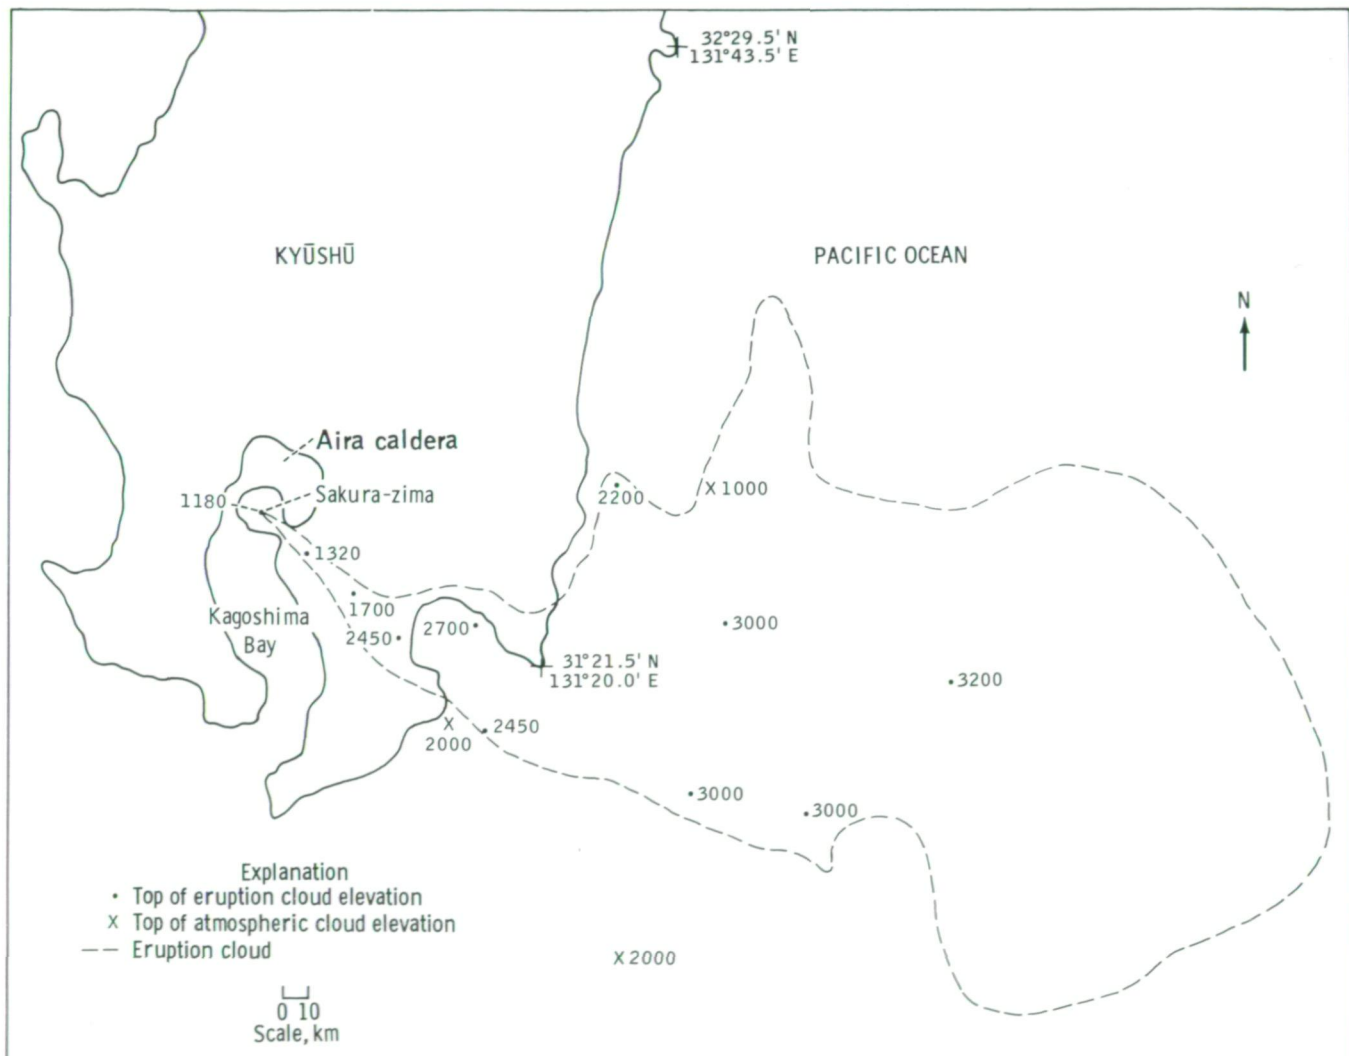 32°29.5' N
131°43.5' E
KYŪSHŪ
PACIFIC OCEAN
N
Aira caldera
Sakura-zima
1180
X 1000
2200
1320
1700
Kagoshima
Bay
2450
2700
3000
31°21.5' N
131°20.0' E
3200
X
2000
2450
3000
3000
Explanation
• Top of eruption cloud elevation
X Top of atmospheric cloud elevation
–– Eruption cloud
X 2000
0 10
Scale, km